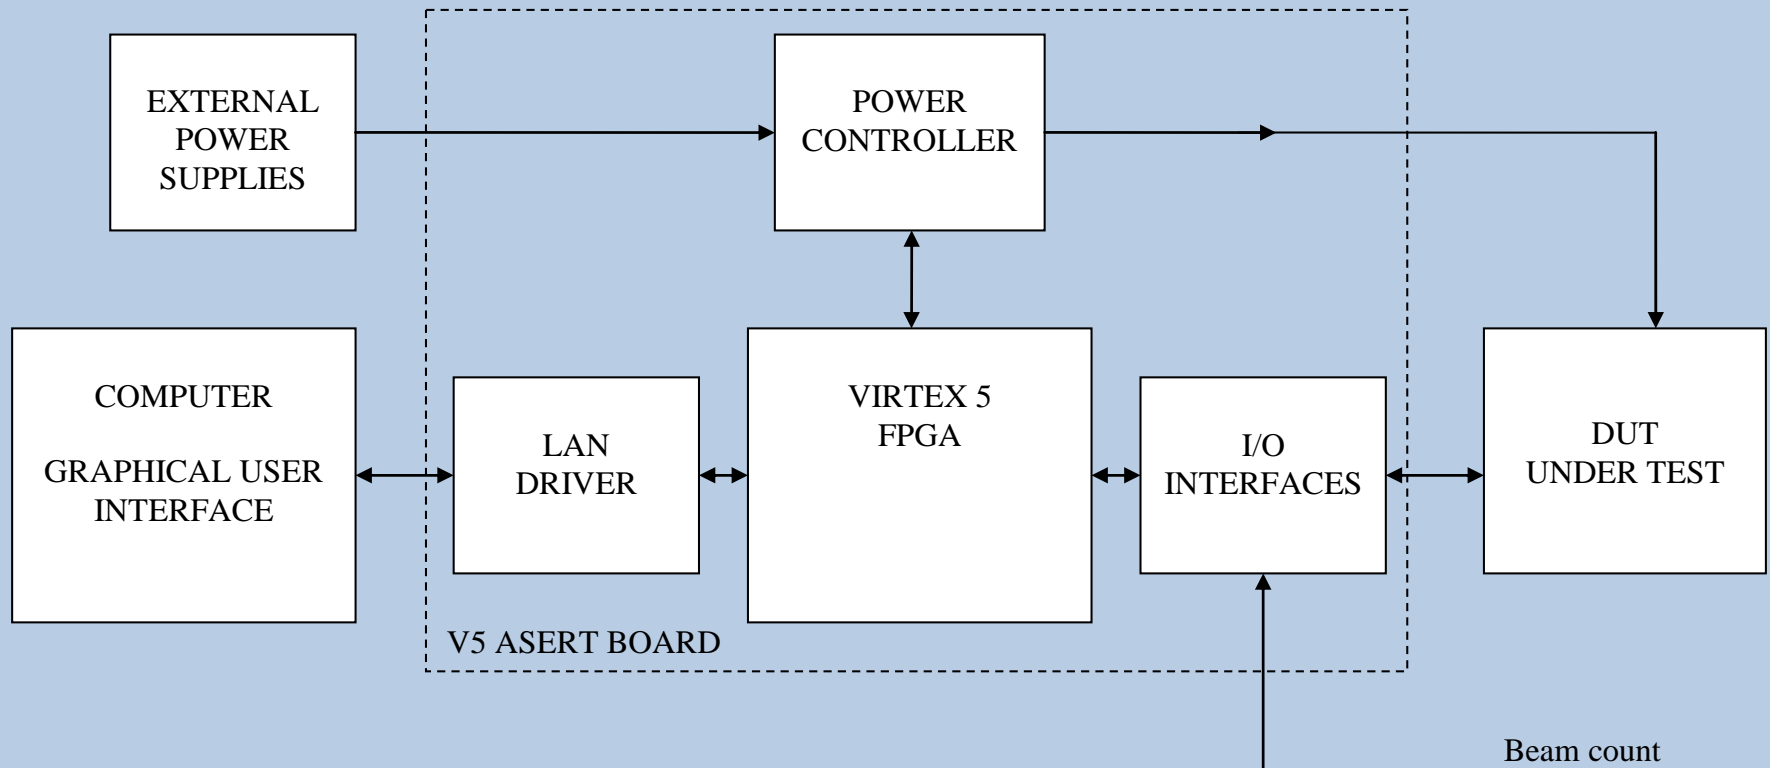 EXTERNAL
POWER
SUPPLIES
POWER
CONTROLLER
COMPUTER
GRAPHICAL USER
INTERFACE
LAN
DRIVER
VIRTEX 5
FPGA
I/O
INTERFACES
DUT
UNDER TEST
V5 ASERT BOARD
Beam count